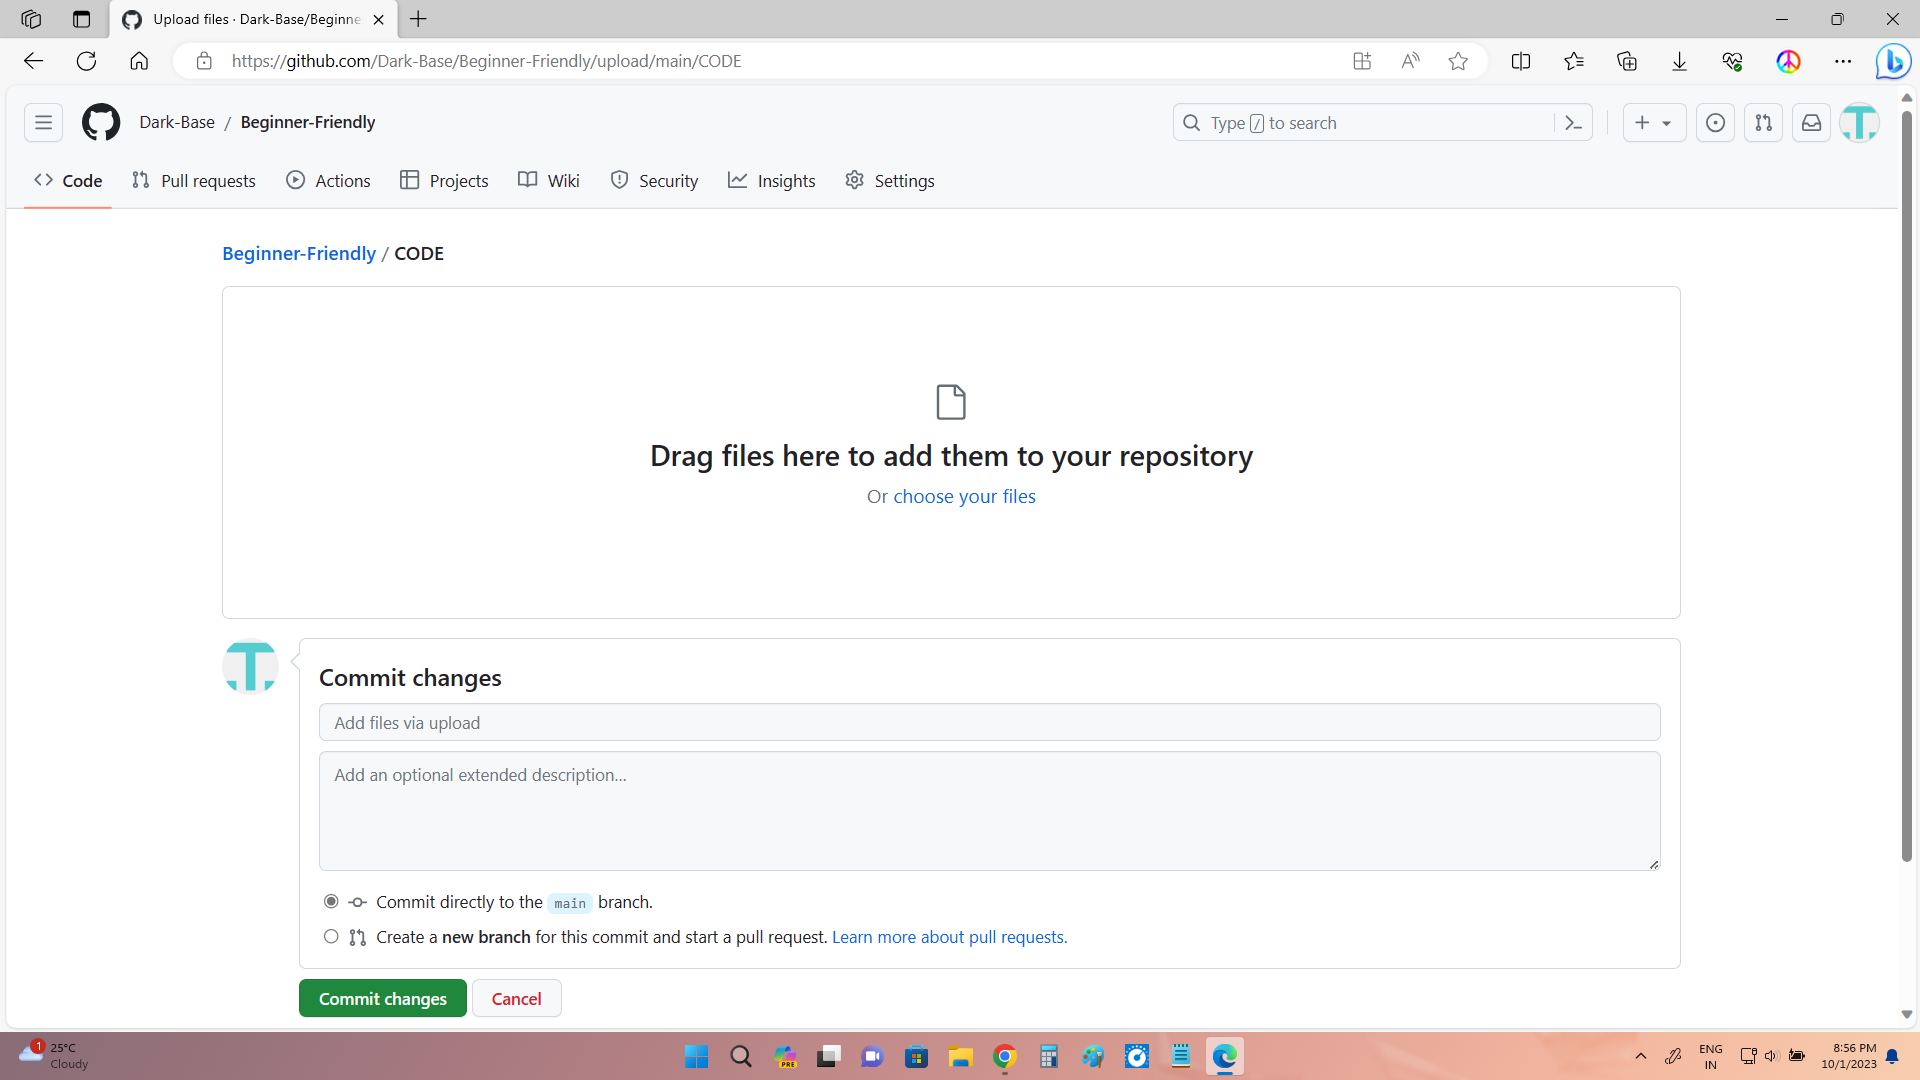 Upload files · Dark-Base/Beginne
https://github.com/Dark-Base/Beginner-Friendly/upload/main/CODE
Dark-Base / Beginner-Friendly
Type / to search
Code Pull requests Actions Projects Wiki Security Insights Settings
Beginner-Friendly / CODE
Drag files here to add them to your repository
Or choose your files
Commit changes
Add files via upload
Add an optional extended description...
Commit directly to the main branch.
Create a new branch for this commit and start a pull request. Learn more about pull requests.
Commit changes Cancel
1
25°C
Cloudy
PRE
ENG
IN
8:56 PM
10/1/2023